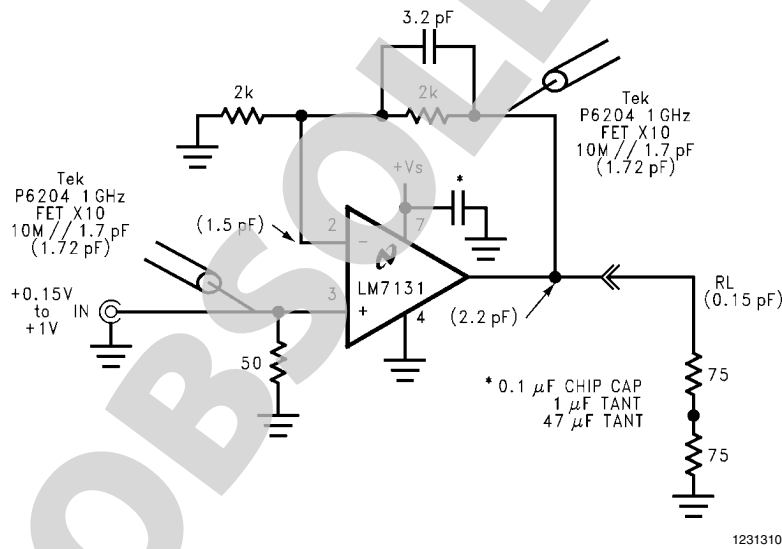 3.2 pF
2k
2k
Tek
P6204 1 GHz
FET X10
10M // 1.7 pF
(1.72 pF)
Tek
P6204 1 GHz
FET X10
10M // 1.7 pF
(1.72 pF)
+Vs
*
7
(1.5 pF)
2
-
LM7131
3
+
4
+0.15V
to
+1V
IN
50
(2.2 pF)
RL
(0.15 pF)
75
75
* 0.1 µF CHIP CAP
1 µF TANT
47 µF TANT
OBSOLE
1231310